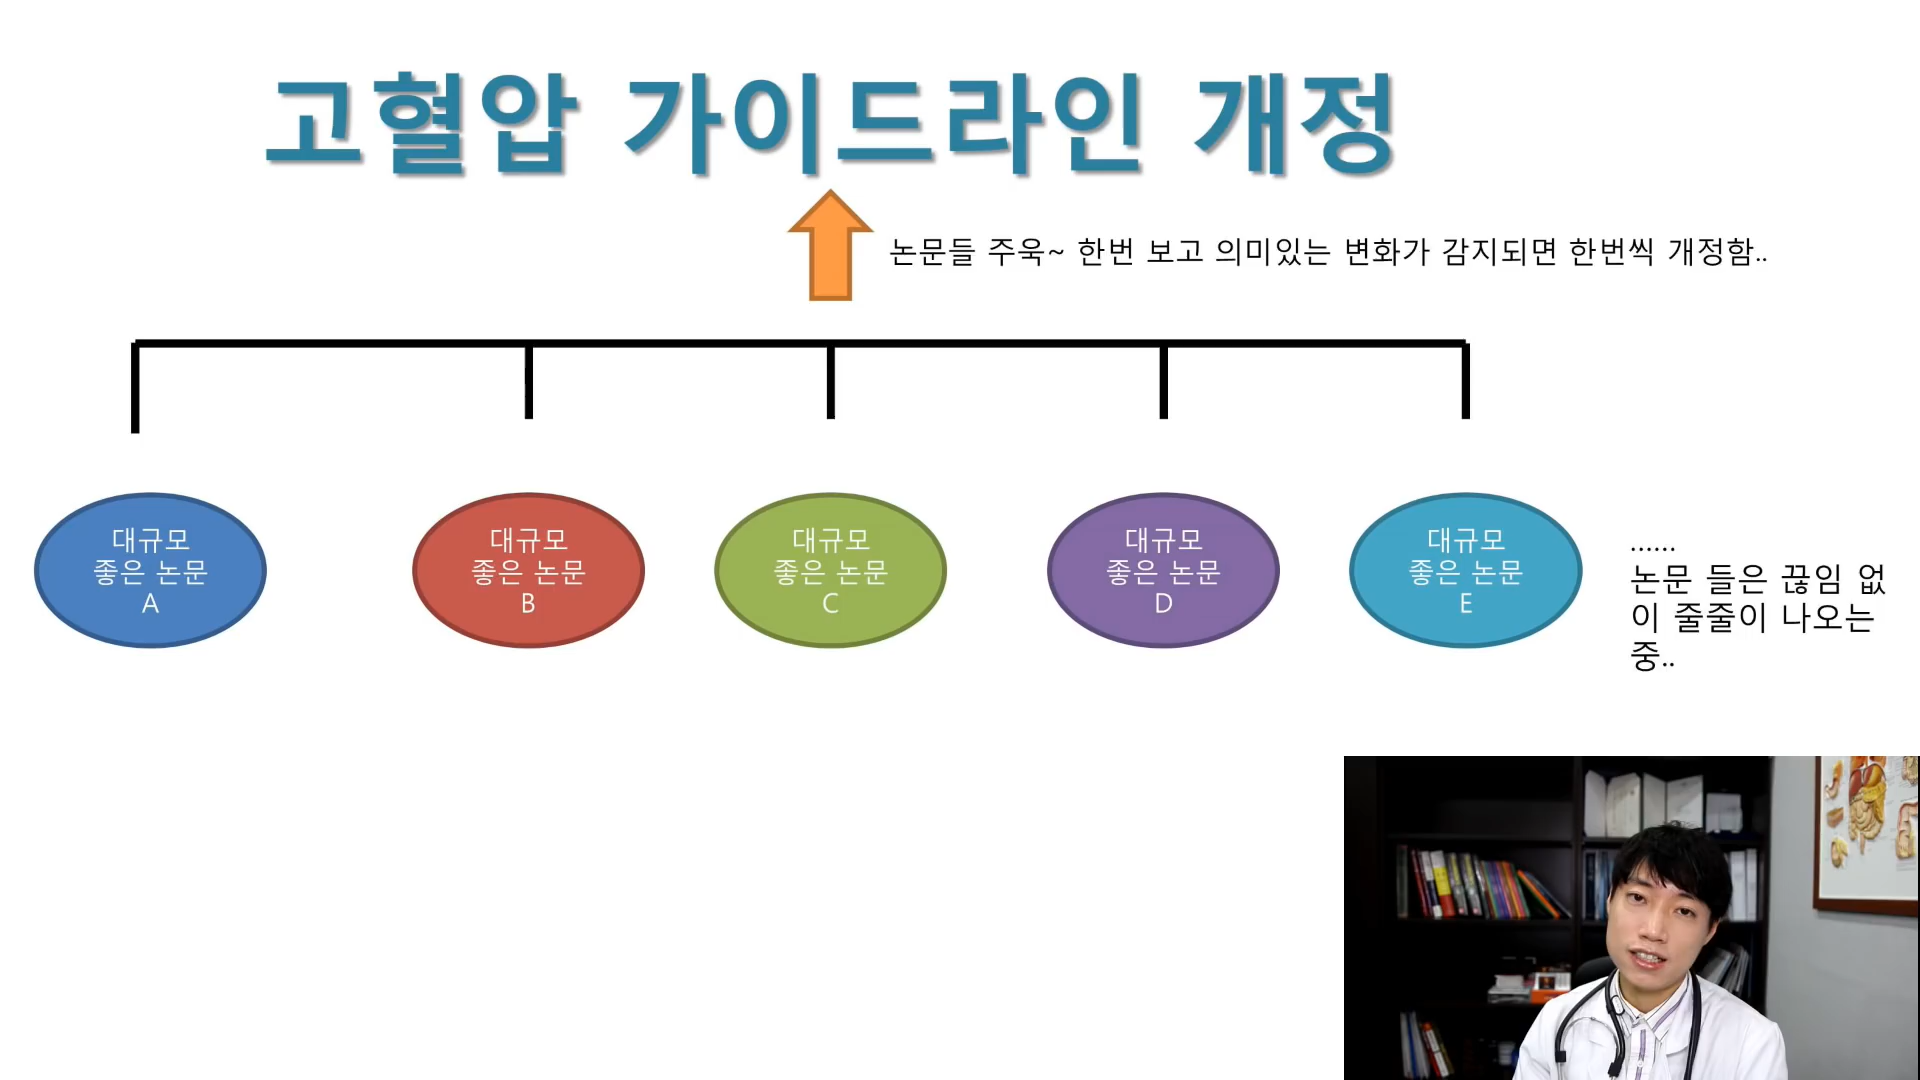 고혈압 가이드라인 개정
논문들 주욱~ 한번 보고 의미있는 변화가 감지되면 한번씩 개정함..
대규모
좋은 논문
A
대규모
좋은 논문
B
대규모
좋은 논문
C
대규모
좋은 논문
D
대규모
좋은 논문
E
......
논문 들은 끊임 없
이 줄줄이 나오는
중..